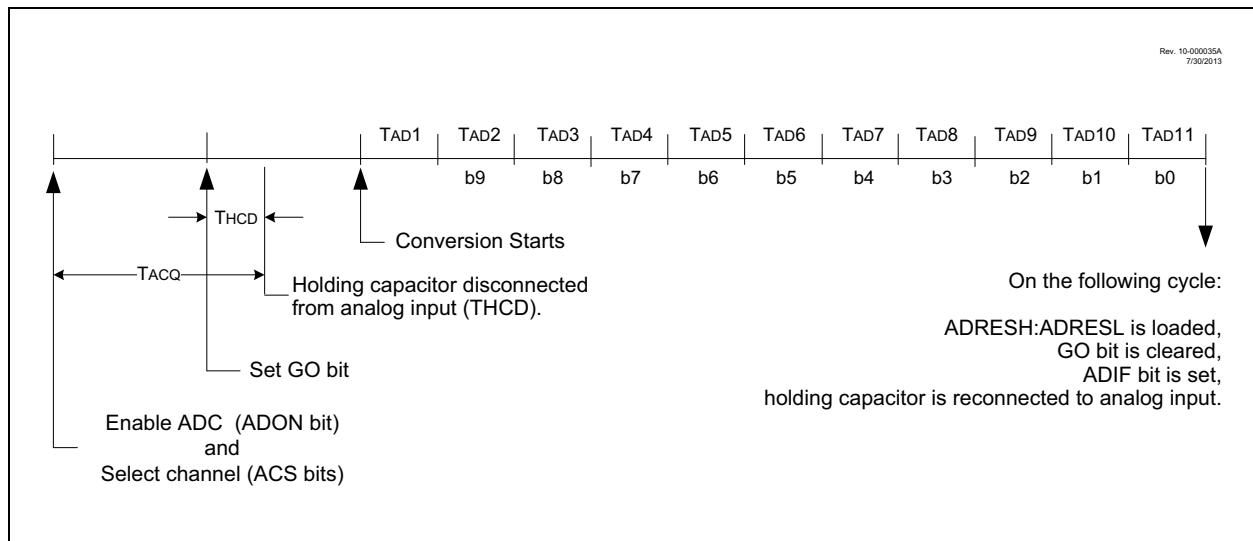 Rev. 10-000035A
7/30/2013
TAD1 TAD2 TAD3 TAD4 TAD5 TAD6 TAD7 TAD8 TAD9 TAD10 TAD11
b9 b8 b7 b6 b5 b4 b3 b2 b1 b0
THCD
Conversion Starts
TACQ
Holding capacitor disconnected
from analog input (THCD).
On the following cycle:
ADRESH:ADRESL is loaded,
GO bit is cleared,
ADIF bit is set,
holding capacitor is reconnected to analog input.
Set GO bit
Enable ADC (ADON bit)
and
Select channel (ACS bits)